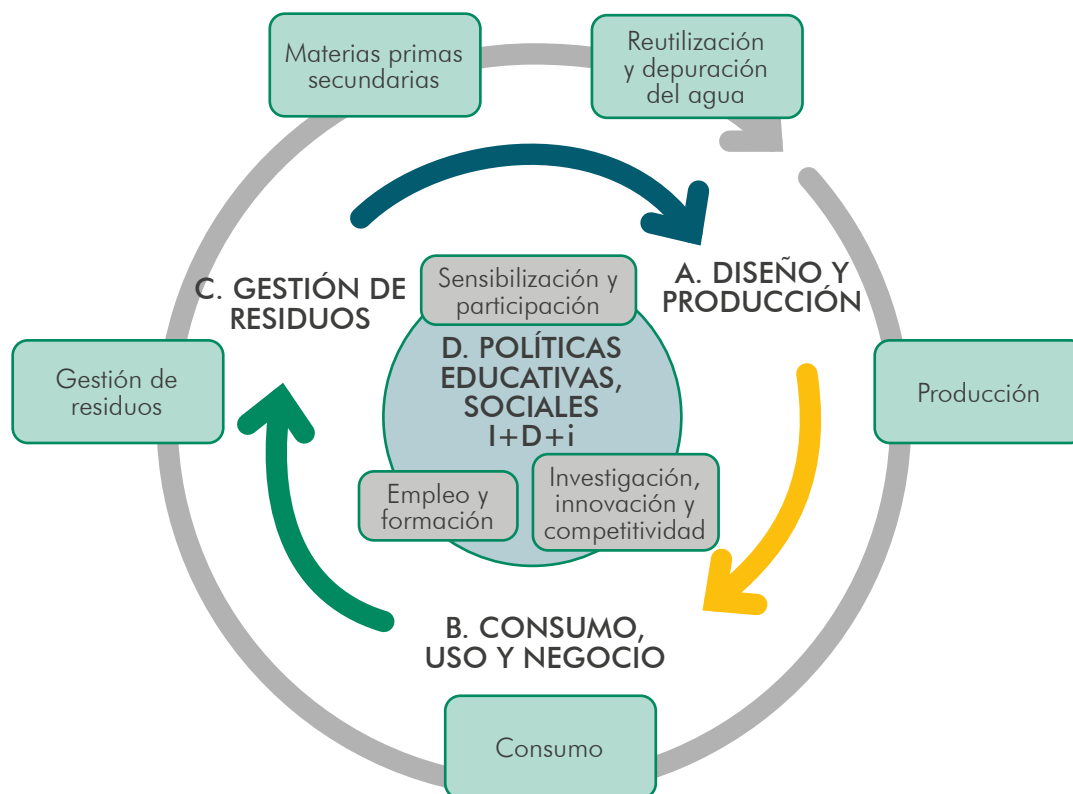 Materias primas
secundarias
Reutilización
y depuración
del agua
C. GESTIÓN DE
RESIDUOS
Sensibilización y
participación
A. DISEÑO Y
PRODUCCIÓN
D. POLÍTICAS
EDUCATIVAS,
SOCIALES
I+D+i
Gestión de
residuos
Producción
Empleo y
formación
Investigación,
innovación y
competitividad
B. CONSUMO,
USO Y NEGOCIO
Consumo